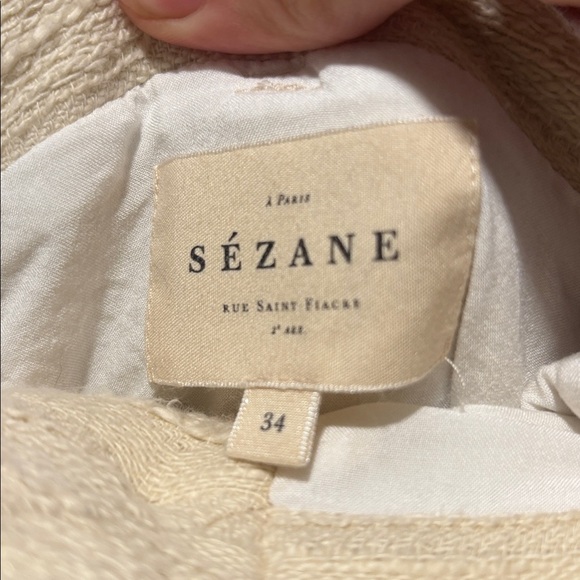 À PARIS
SÉZANE
RUE SAINT-FIACRE
2E ARR.
34